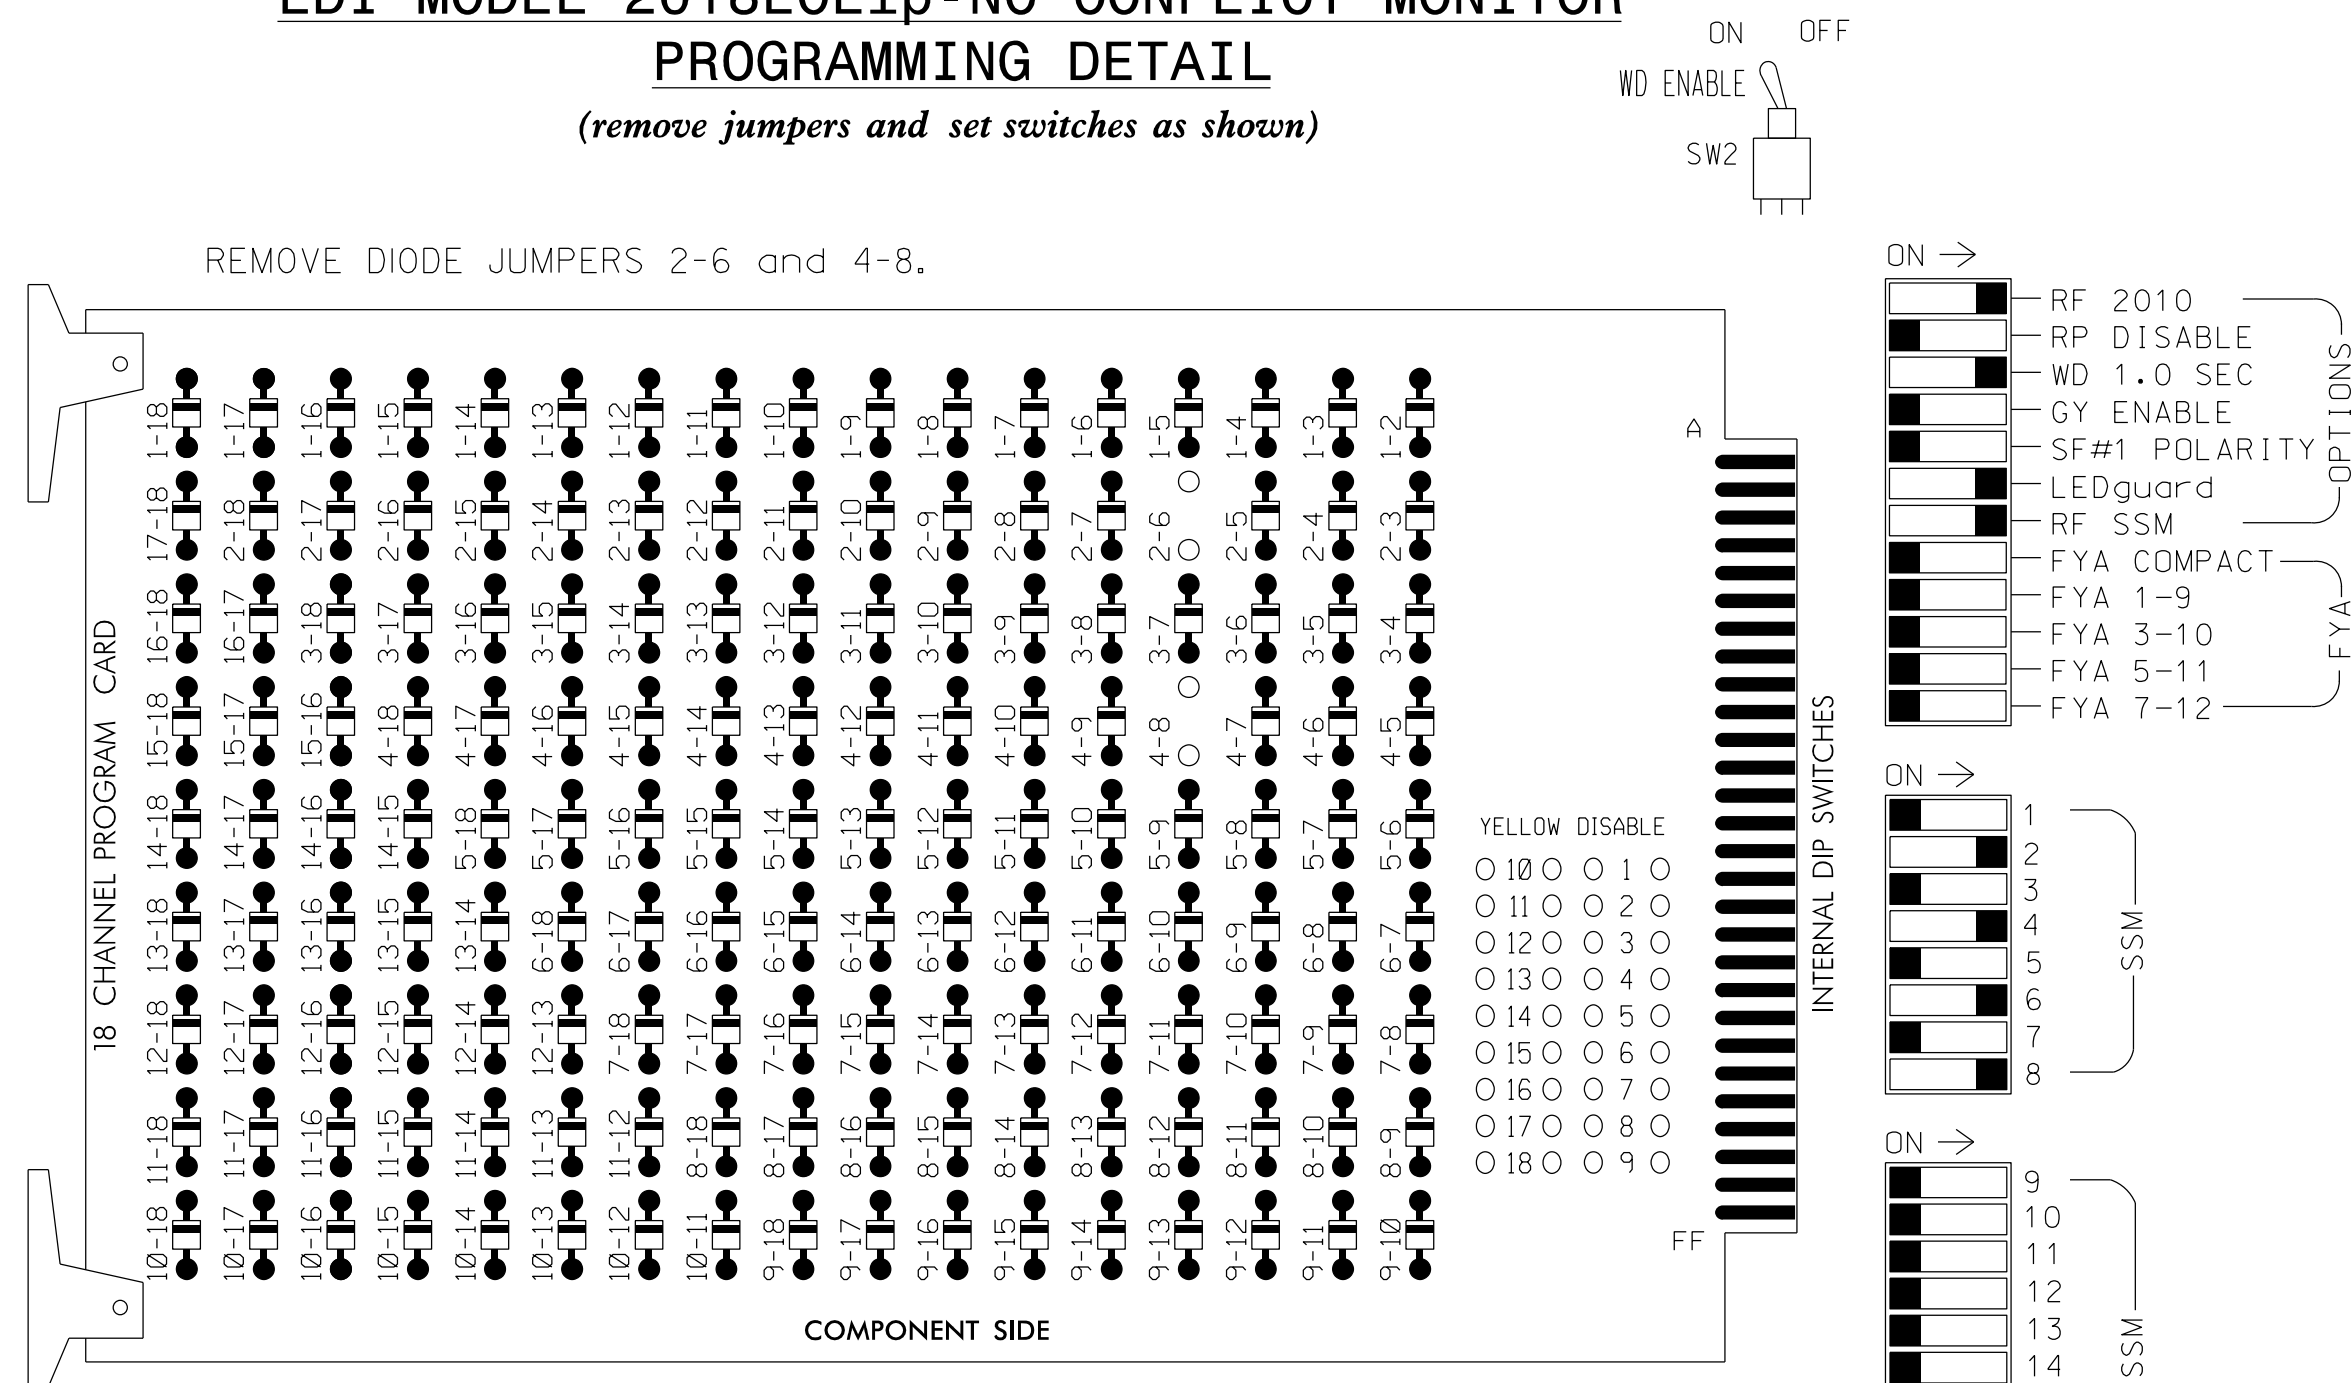 PROGRAMMING DETAIL
(remove jumpers and set switches as shown)
ON OFF
WD ENABLE
SW2
REMOVE DIODE JUMPERS 2-6 and 4-8.
18 CHANNEL PROGRAM CARD
1-18 1-17 1-16 1-15 1-14 1-13 1-12 1-11 1-10 1-9 1-8 1-7 1-6 1-5 1-4 1-3 1-2
17-18 2-18 2-17 2-16 2-15 2-14 2-13 2-12 2-11 2-10 2-9 2-8 2-7 2-6 2-5 2-4 2-3
16-18 16-17 3-18 3-17 3-16 3-15 3-14 3-13 3-12 3-11 3-10 3-9 3-8 3-7 3-6 3-5 3-4
15-18 15-17 15-16 4-18 4-17 4-16 4-15 4-14 4-13 4-12 4-11 4-10 4-9 4-8 4-7 4-6 4-5
14-18 14-17 14-16 14-15 5-18 5-17 5-16 5-15 5-14 5-13 5-12 5-11 5-10 5-9 5-8 5-7 5-6
13-18 13-17 13-16 13-15 13-14 6-18 6-17 6-16 6-15 6-14 6-13 6-12 6-11 6-10 6-9 6-8 6-7
12-18 12-17 12-16 12-15 12-14 12-13 7-18 7-17 7-16 7-15 7-14 7-13 7-12 7-11 7-10 7-9 7-8
11-18 11-17 11-16 11-15 11-14 11-13 11-12 8-18 8-17 8-16 8-15 8-14 8-13 8-12 8-11 8-10 8-9
10-18 10-17 10-16 10-15 10-14 10-13 10-12 10-11 9-18 9-17 9-16 9-15 9-14 9-13 9-12 9-11 9-10
COMPONENT SIDE
YELLOW DISABLE
10 1
11 2
12 3
13 4
14 5
15 6
16 7
17 8
18 9
A
FF
INTERNAL DIP SWITCHES
ON →
RF 2010
RP DISABLE
WD 1.0 SEC
GY ENABLE
SF#1 POLARITY
LEDguard
RF SSM
OPTIONS
FYA COMPACT
FYA 1-9
FYA 3-10
FYA 5-11
FYA 7-12
FYA
ON →
1
2
3
4
5
6
7
8
SSM
ON →
9
10
11
12
13
14
SSM